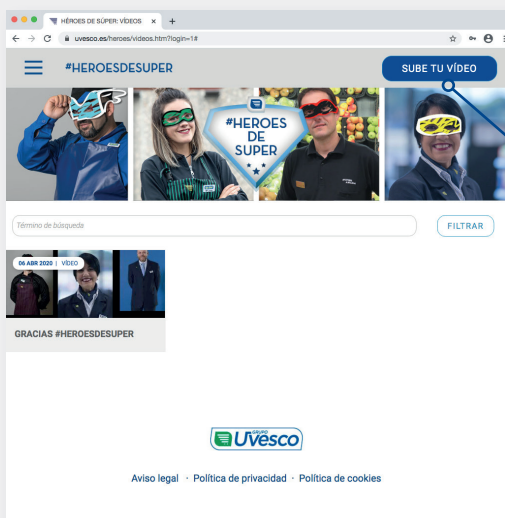 HÉROES DE SÚPER: VÍDEOS
uvesco.es/heroes/videos.htm?login=1#
#HEROESDESUPER
SUBE TU VÍDEO
#HEROES
DE
SUPER
Término de búsqueda
FILTRAR
06 ABR 2020 | VÍDEO
GRACIAS #HEROESDESUPER
GRUPO
Uvesco
Aviso legal · Política de privacidad · Política de cookies